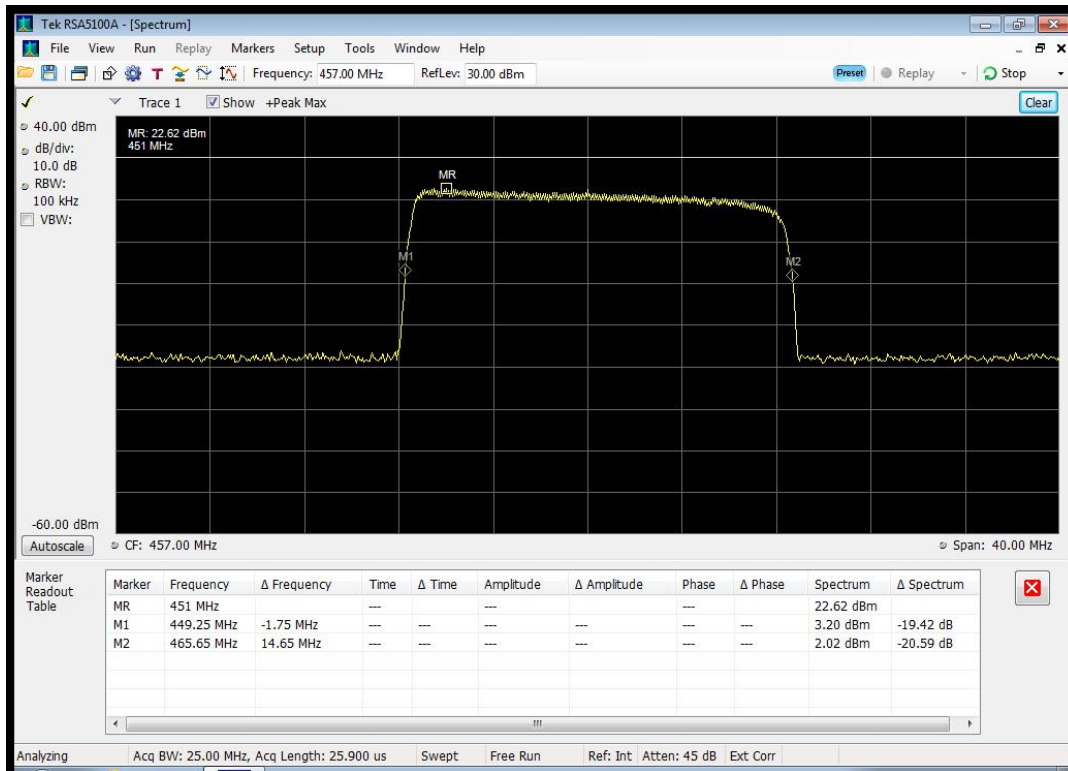 Tek RSA5100A - [Spectrum]
File View Run Replay Markers Setup Tools Window Help
Frequency: 457.00 MHz RefLev: 30.00 dBm Preset Replay Stop
Trace 1 Show +Peak Max Clear
40.00 dBm
dB/div:
10.0 dB
RBW:
100 kHz
VBW:
MR: 22.62 dBm
451 MHz
MR
M1
M2
-60.00 dBm
Autoscale CF: 457.00 MHz Span: 40.00 MHz
Marker
Readout
Table
Marker Frequency Δ Frequency Time Δ Time Amplitude Δ Amplitude Phase Δ Phase Spectrum Δ Spectrum
MR 451 MHz --- --- --- 22.62 dBm
M1 449.25 MHz -1.75 MHz --- --- --- --- --- --- 3.20 dBm -19.42 dB
M2 465.65 MHz 14.65 MHz --- --- --- --- --- --- 2.02 dBm -20.59 dB
Analyzing Acq BW: 25.00 MHz, Acq Length: 25.900 us Swept Free Run Ref: Int Atten: 45 dB Ext Corr